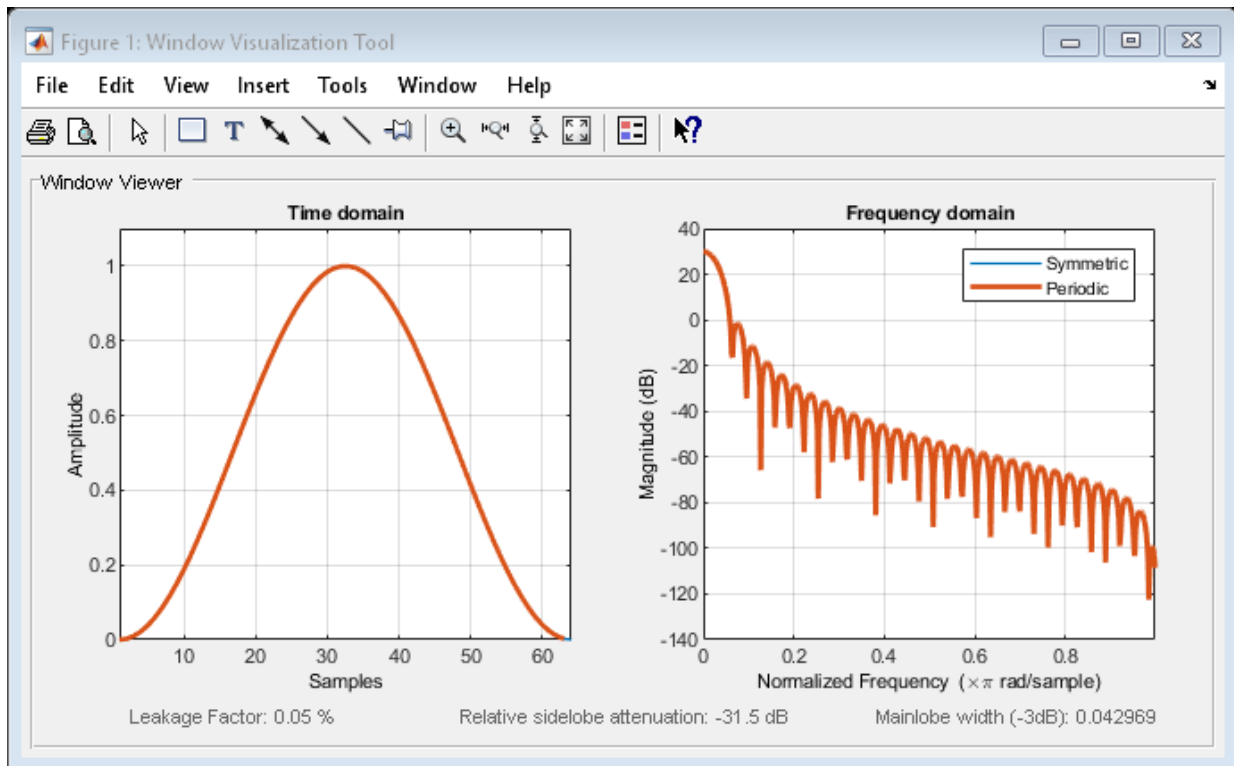 Figure 1: Window Visualization Tool
File Edit View Insert Tools Window Help
T
?
Window Viewer
Time domain
1
0.8
0.6
0.4
0.2
0
Amplitude
10 20 30 40 50 60
Samples
Frequency domain
Symmetric
Periodic
40
20
0
-20
-40
-60
-80
-100
-120
-140
Magnitude (dB)
0 0.2 0.4 0.6 0.8
Normalized Frequency (×π rad/sample)
Leakage Factor: 0.05 % Relative sidelobe attenuation: -31.5 dB Mainlobe width (-3dB): 0.042969